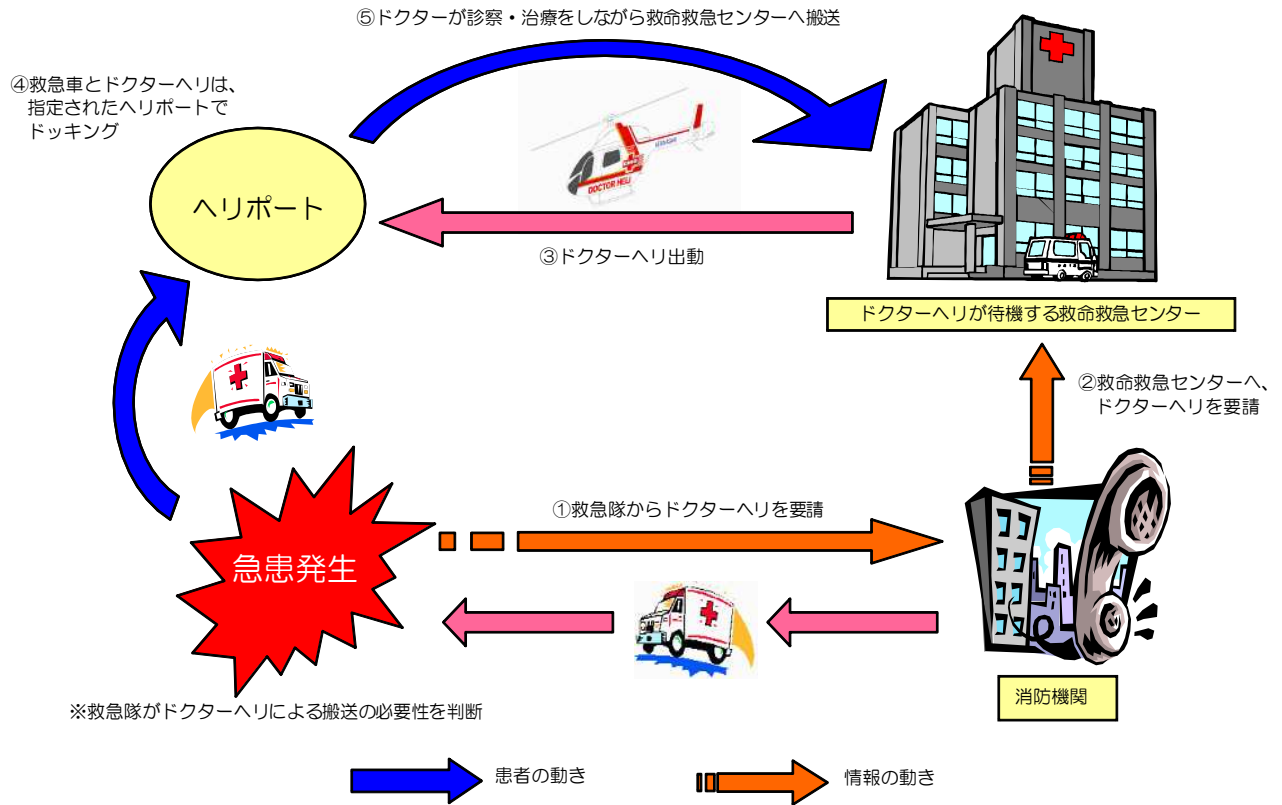 ⑤ドクターが診察・治療をしながら救命救急センターへ搬送
④救急車とドクターヘリは、
指定されたヘリポートで
ドッキング
ヘリポート
DOCTOR HELI
③ドクターヘリ出動
ドクターヘリが待機する救命救急センター
②救命救急センターへ、
ドクターヘリを要請
①救急隊からドクターヘリを要請
急患発生
消防機関
※救急隊がドクターヘリによる搬送の必要性を判断
患者の動き
情報の動き